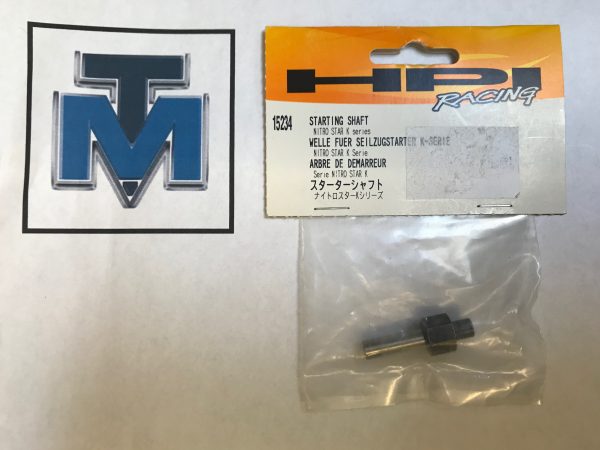 TM
HPI
RACING
15234
STARTING SHAFT
NITRO STAR K series
WELLE FUER SEILZUGSTARTER K-SERIE
NITRO STAR K Serie
ARBRE DE DEMARREUR
Serie NITRO STAR K
スターターシャフト
ナイトロスターKシリーズ